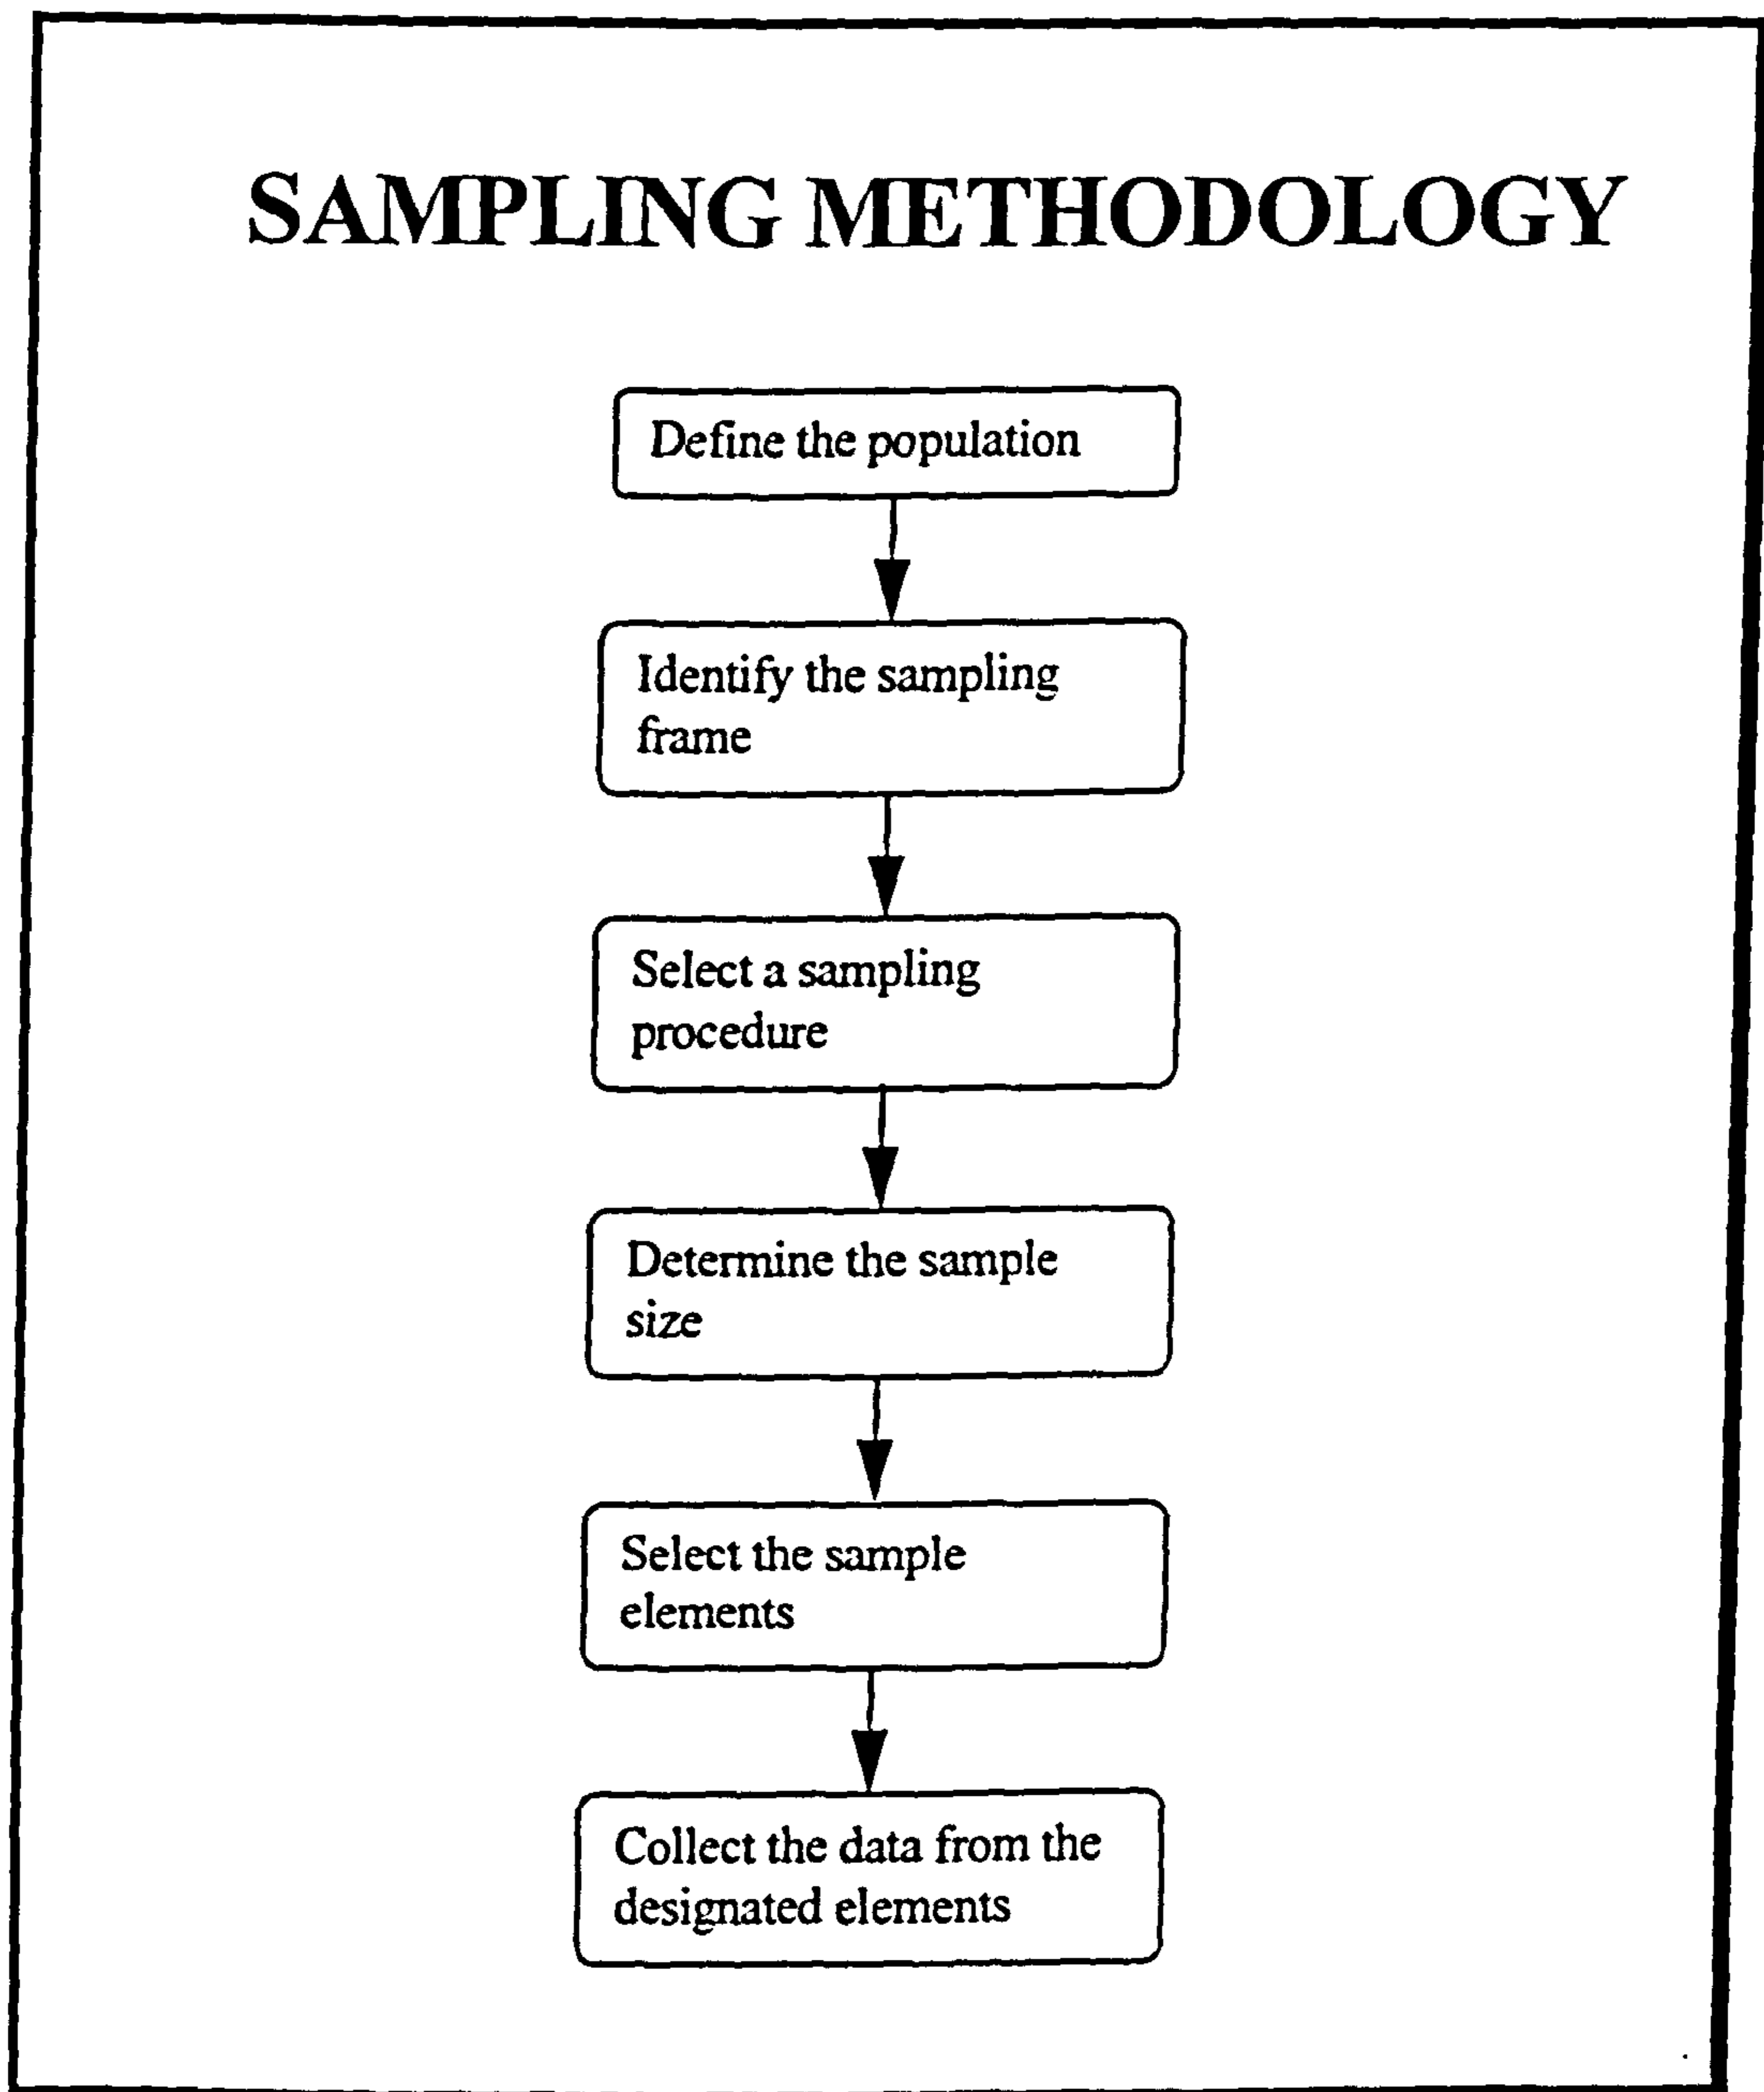 SAMPLING METHODOLOGY
Define the population
Identify the sampling
frame
Select a sampling
procedure
Determine the sample
size
Select the sample
elements
Collect the data from the
designated elements